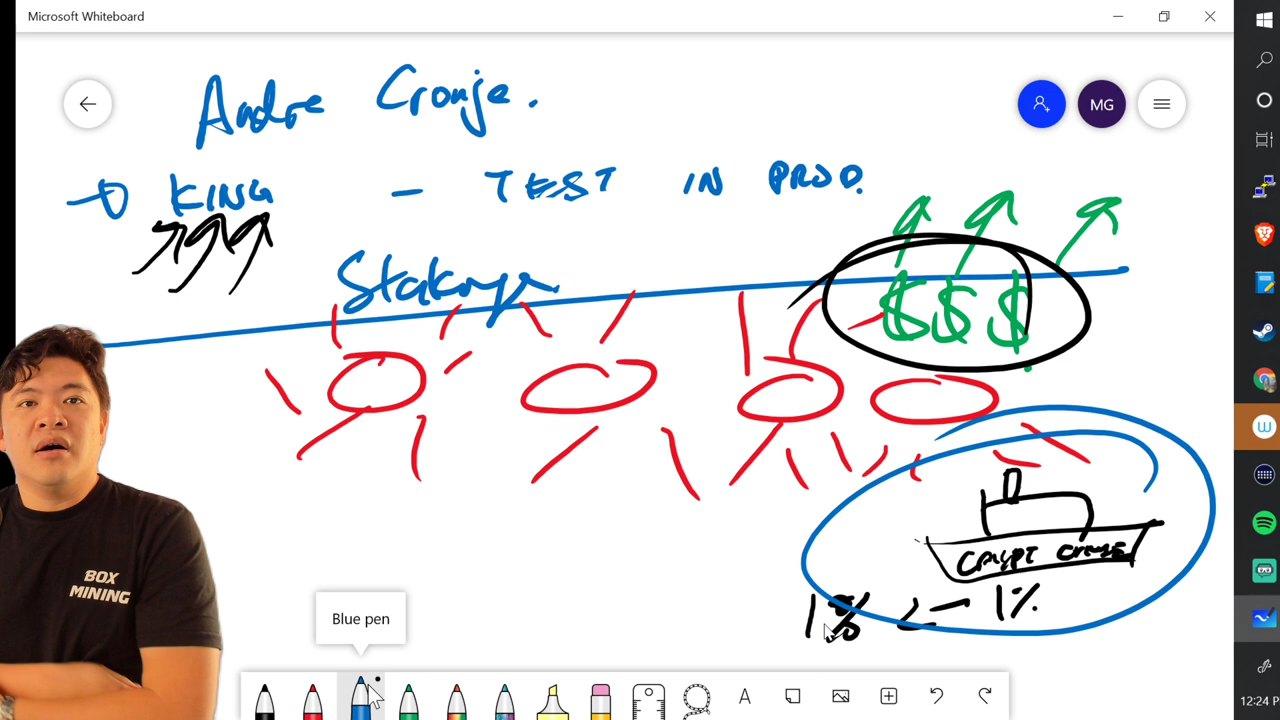 Microsoft Whiteboard
Andre Cronje.
MG
→ KING - TEST IN PROD.
$ $ $
BOX
MINING
CRYPT CRUISE
1% ← 1%
Blue pen
A
12:24 PM